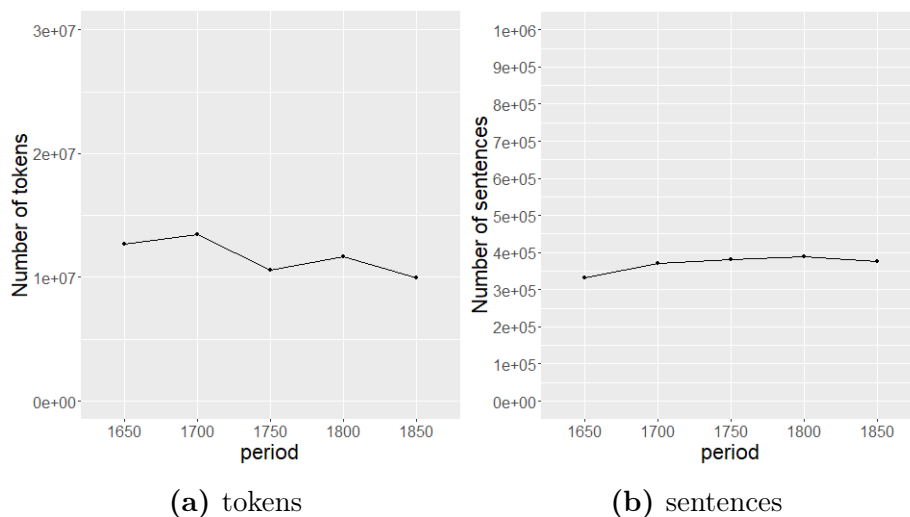 3e+07
2e+07
1e+07
0e+00
Number of tokens
1650 1700 1750 1800 1850
period
(a) tokens
1e+06
9e+05
8e+05
7e+05
6e+05
5e+05
4e+05
3e+05
2e+05
1e+05
0e+00
Number of sentences
1650 1700 1750 1800 1850
period
(b) sentences